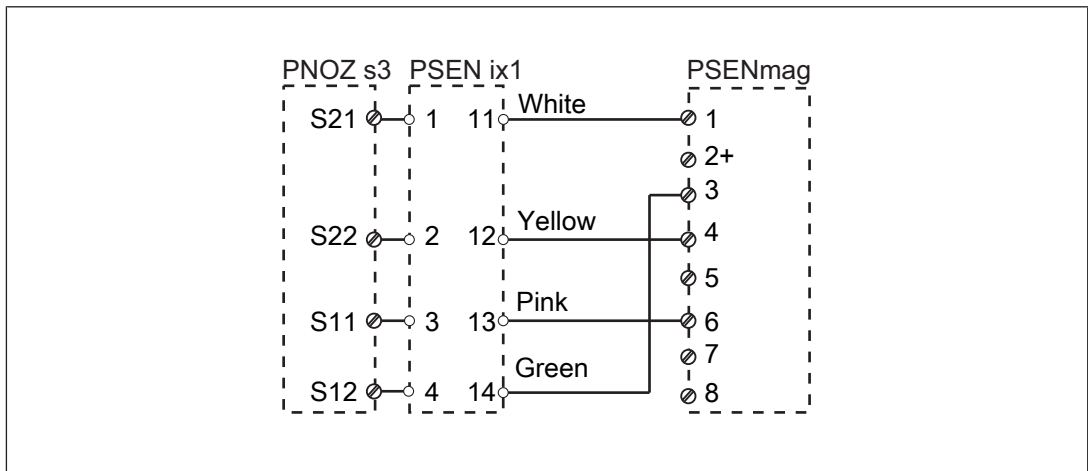 PNOZ s3 PSEN ix1 PSENmag
S21 1 11 White 1
2+
3
S22 2 12 Yellow 4
5
S11 3 13 Pink 6
7
S12 4 14 Green 8